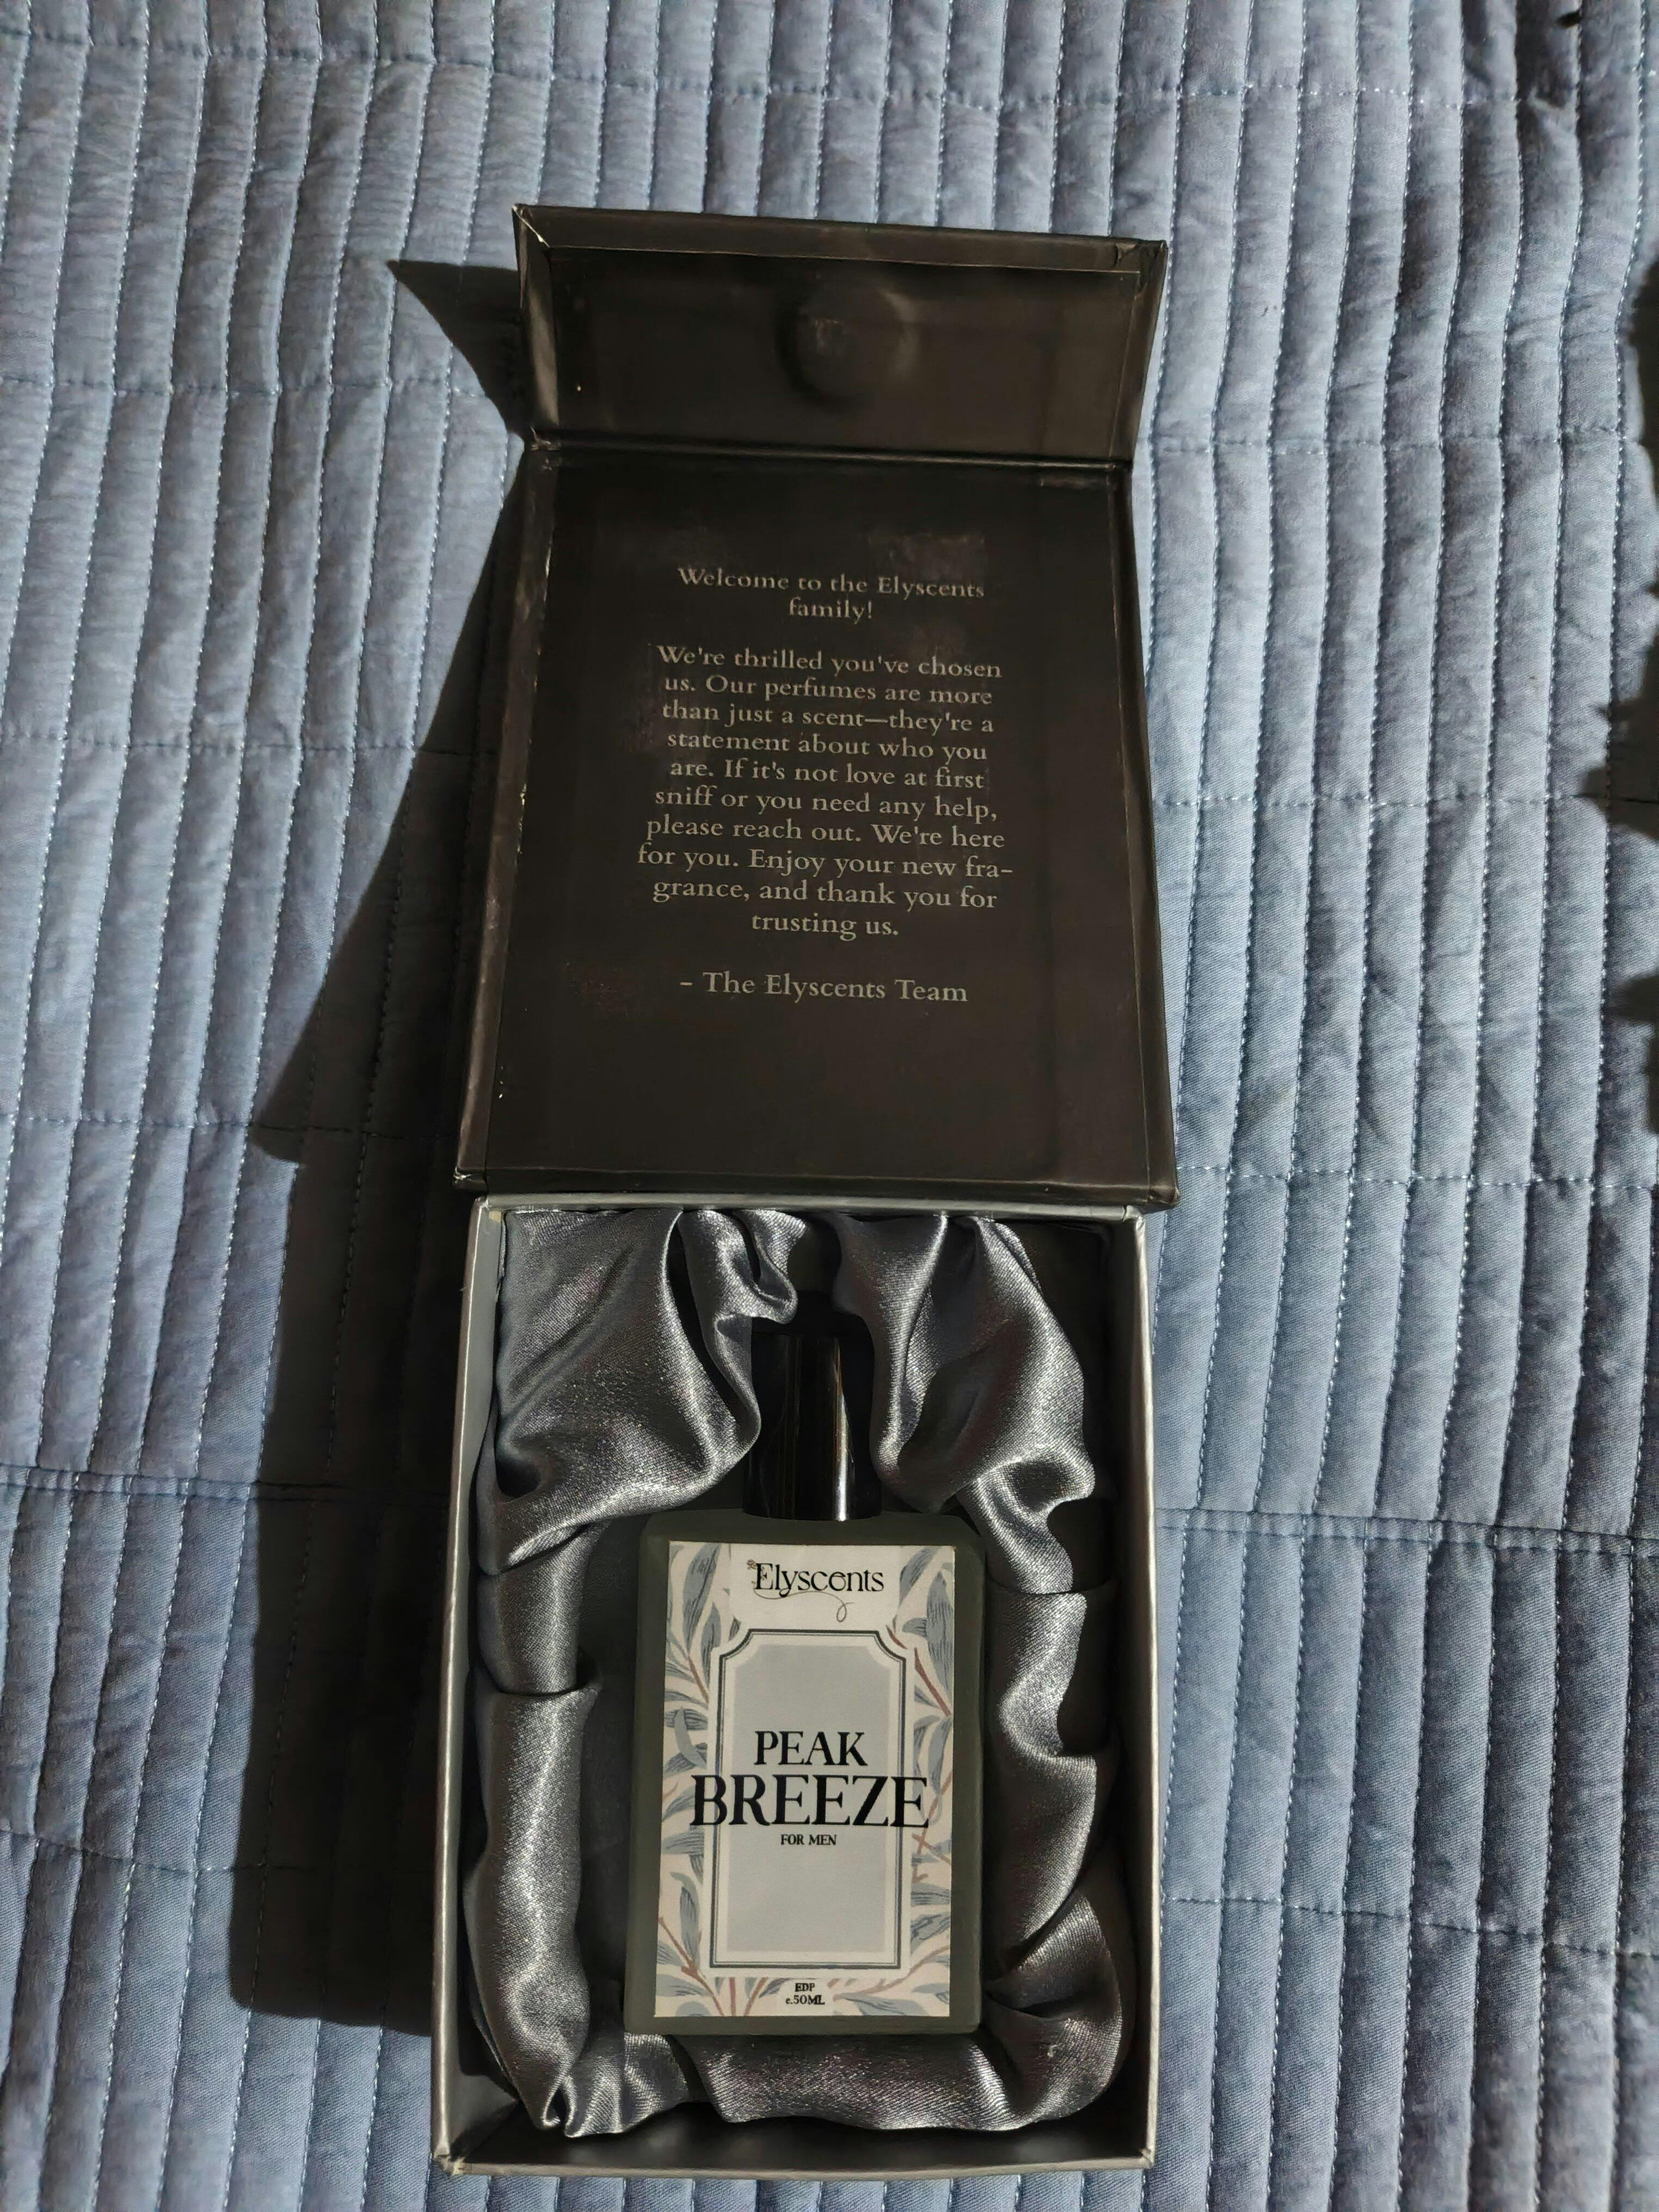 Welcome to the Elyscents
family!
We're thrilled you've chosen
us. Our perfumes are more
than just a scent—they're a
statement about who you
are. If it's not love at first
sniff or you need any help,
please reach out. We're here
for you. Enjoy your new fra-
grance, and thank you for
trusting us.
- The Elyscents Team
Elyscents
PEAK
BREEZE
FOR MEN
EDP
e.50ML